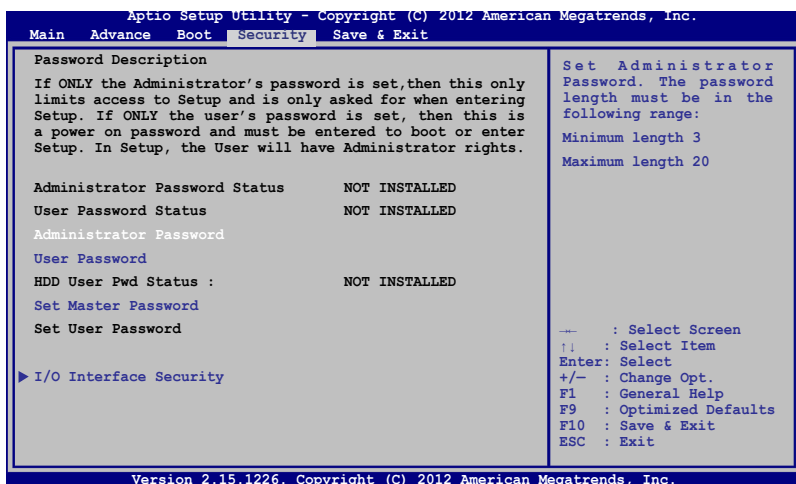 Aptio Setup Utility - Copyright (C) 2012 American Megatrends, Inc.
Main Advance Boot Security Save & Exit
Password Description
If ONLY the Administrator's password is set,then this only
limits access to Setup and is only asked for when entering
Setup. If ONLY the user's password is set, then this is
a power on password and must be entered to boot or enter
Setup. In Setup, the User will have Administrator rights.
Administrator Password Status NOT INSTALLED
User Password Status NOT INSTALLED
Administrator Password
User Password
HDD User Pwd Status : NOT INSTALLED
Set Master Password
Set User Password
I/O Interface Security
Set Administrator
Password. The password
length must be in the
following range:
Minimum length 3
Maximum length 20
→← : Select Screen
↑↓ : Select Item
Enter: Select
+/— : Change Opt.
F1 : General Help
F9 : Optimized Defaults
F10 : Save & Exit
ESC : Exit
Version 2.15.1226. Copyright (C) 2012 American Megatrends, Inc.